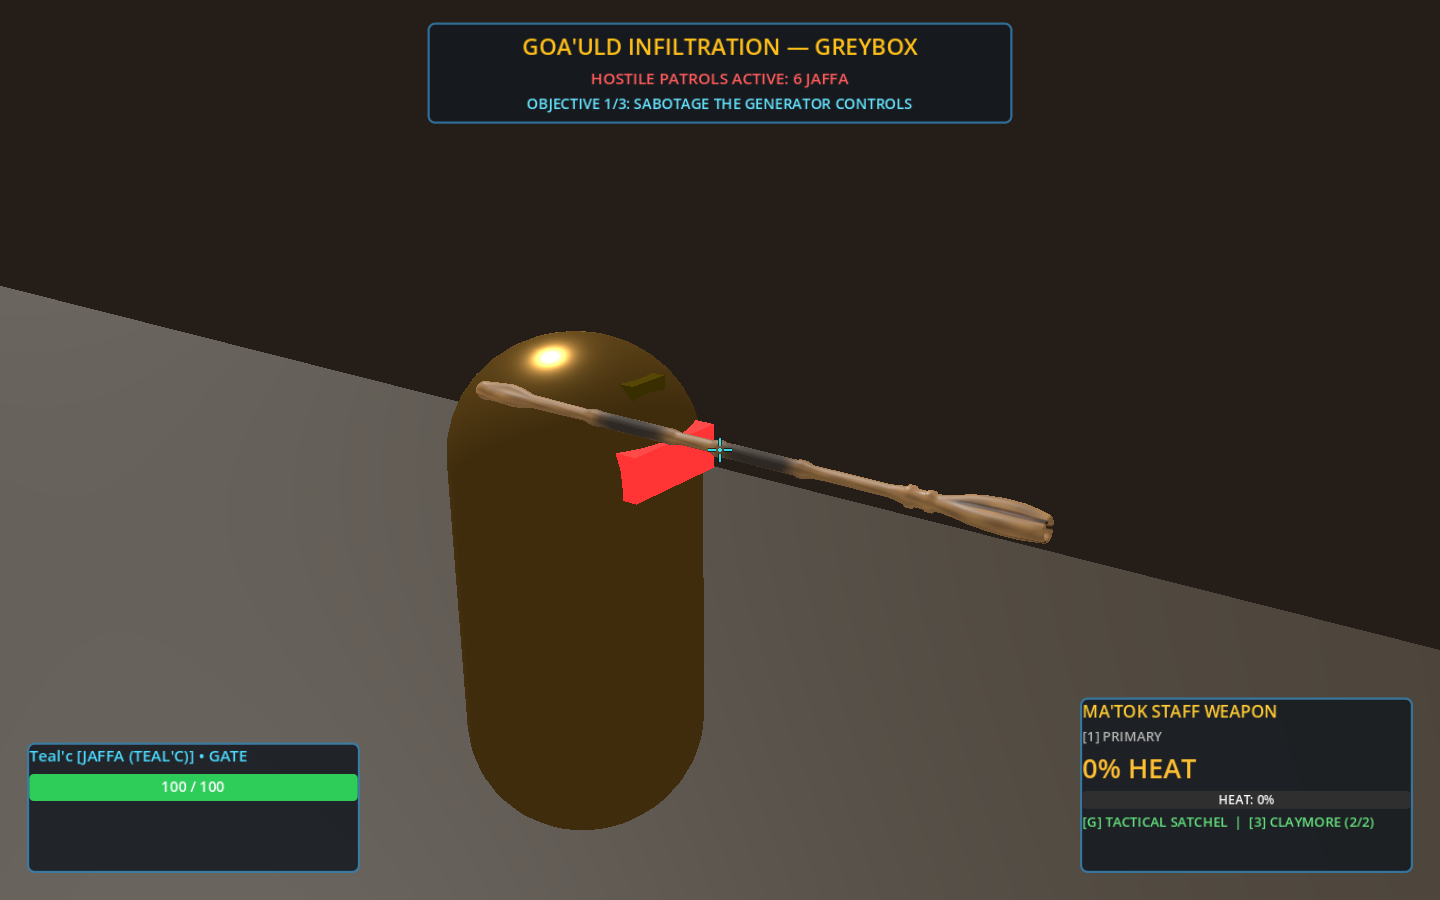 GOA'ULD INFILTRATION — GREYBOX
HOSTILE PATROLS ACTIVE: 6 JAFFA
OBJECTIVE 1/3: SABOTAGE THE GENERATOR CONTROLS
Teal'c [JAFFA (TEAL'C)] • GATE
100 / 100
MA'TOK STAFF WEAPON
[1] PRIMARY
0% HEAT
HEAT: 0%
[G] TACTICAL SATCHEL | [3] CLAYMORE (2/2)